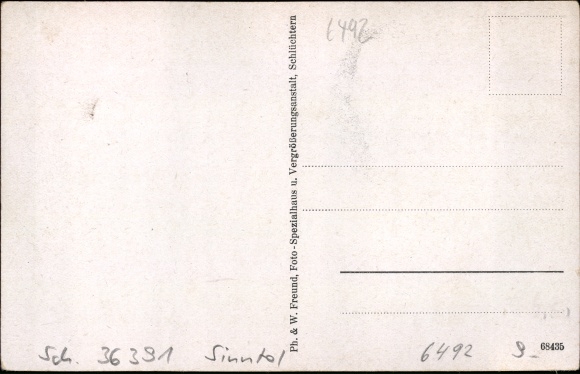 6492
Ph. & W. Freund, Foto-Spezialhaus u. Vergrößerungsanstalt, Schlüchtern
Sch. 36391 Sinntal
6492 9-
68435